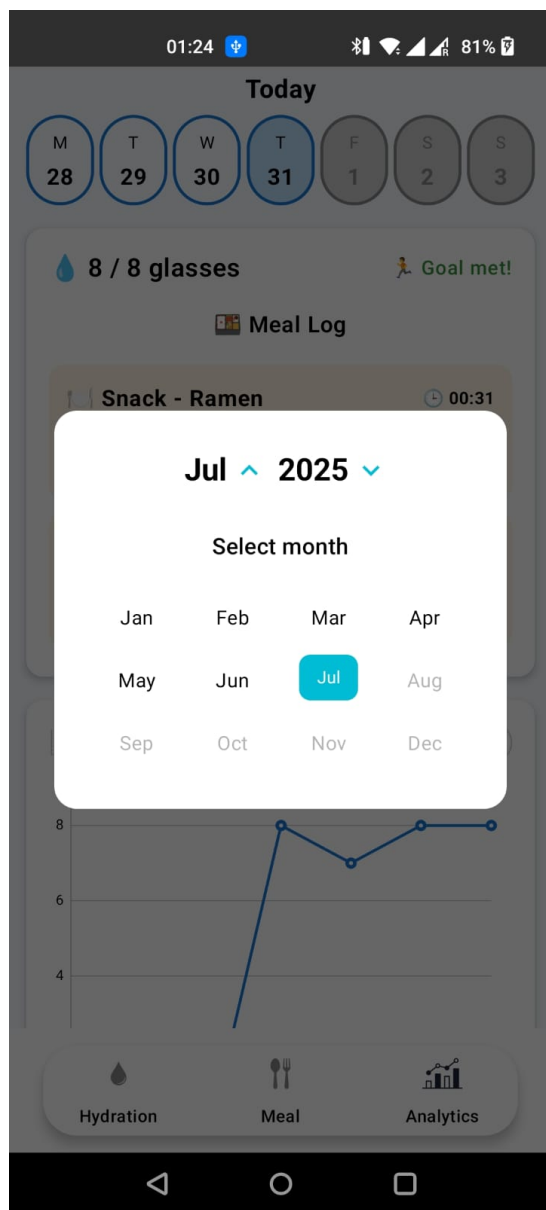 01:24 81%
R
Today
M T W T F S S
28 29 30 31 1 2 3
8 / 8 glasses Goal met!
Meal Log
Snack - Ramen 00:31
Jul 2025
Select month
Jan Feb Mar Apr
May Jun Jul Aug
Sep Oct Nov Dec
8
6
4
Hydration Meal Analytics